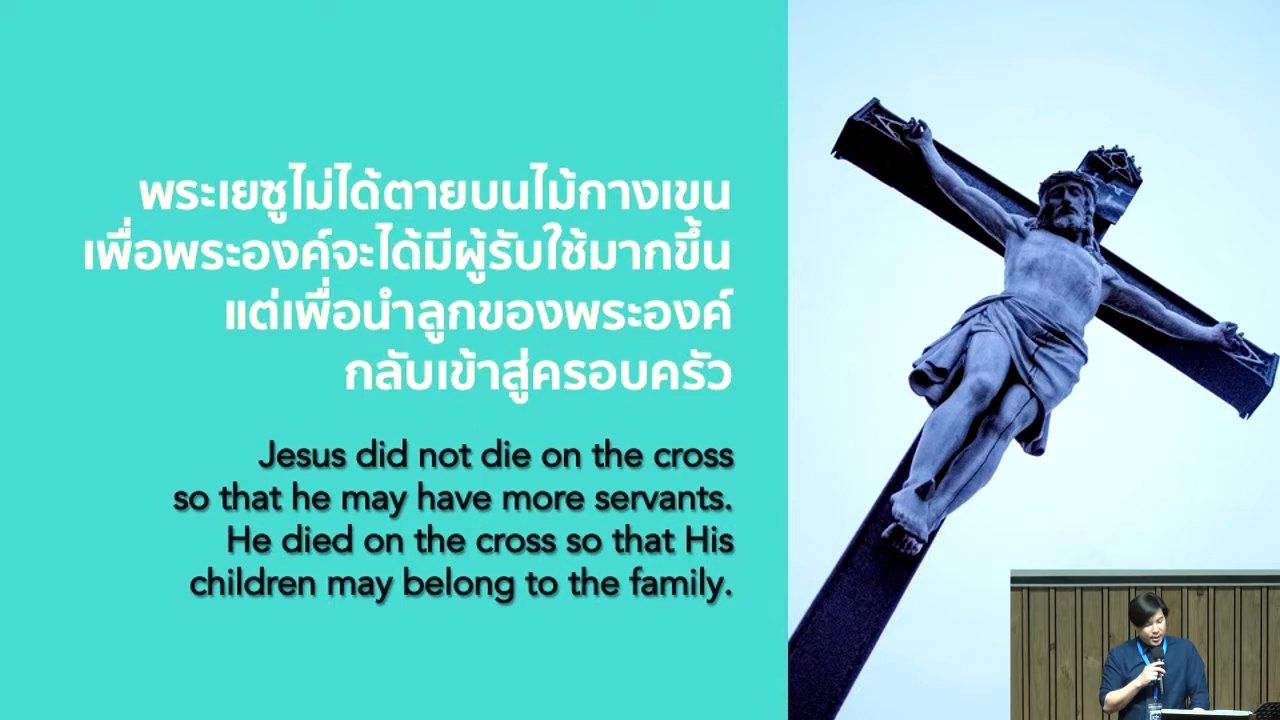 พระเยซูไม่ได้ตายบนไม้กางเขน
เพื่อพระองค์จะได้มีผู้รับใช้มากขึ้น
แต่เพื่อนำลูกของพระองค์
กลับเข้าสู่ครอบครัว
Jesus did not die on the cross
so that he may have more servants.
He died on the cross so that His
children may belong to the family.